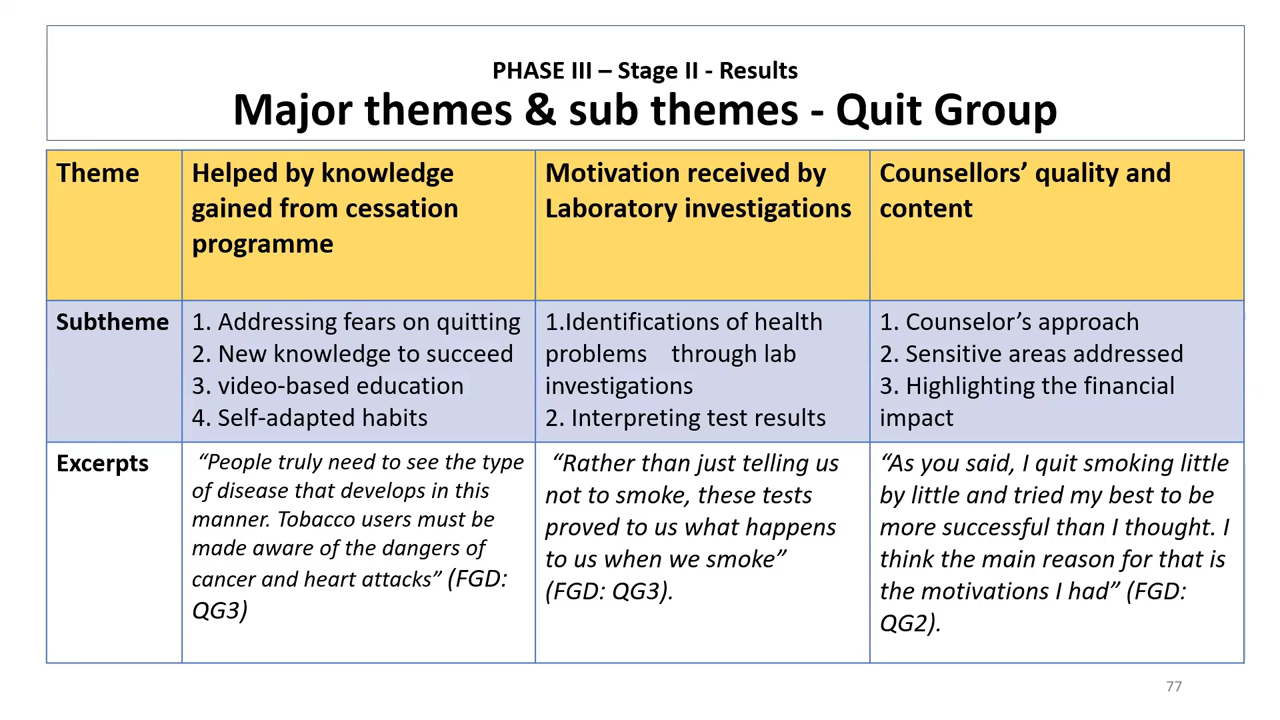 PHASE III – Stage II - Results
Major themes & sub themes - Quit Group
Theme
Helped by knowledge
gained from cessation
programme
Motivation received by
Laboratory investigations
Counsellors’ quality and
content
Subtheme
1. Addressing fears on quitting
2. New knowledge to succeed
3. video-based education
4. Self-adapted habits
1.Identifications of health
problems    through lab
investigations
2. Interpreting test results
1. Counselor’s approach
2. Sensitive areas addressed
3. Highlighting the financial
impact
Excerpts
“People truly need to see the type
of disease that develops in this
manner. Tobacco users must be
made aware of the dangers of
cancer and heart attacks” (FGD:
QG3)
“Rather than just telling us
not to smoke, these tests
proved to us what happens
to us when we smoke”
(FGD: QG3).
“As you said, I quit smoking little
by little and tried my best to be
more successful than I thought. I
think the main reason for that is
the motivations I had” (FGD:
QG2).
77